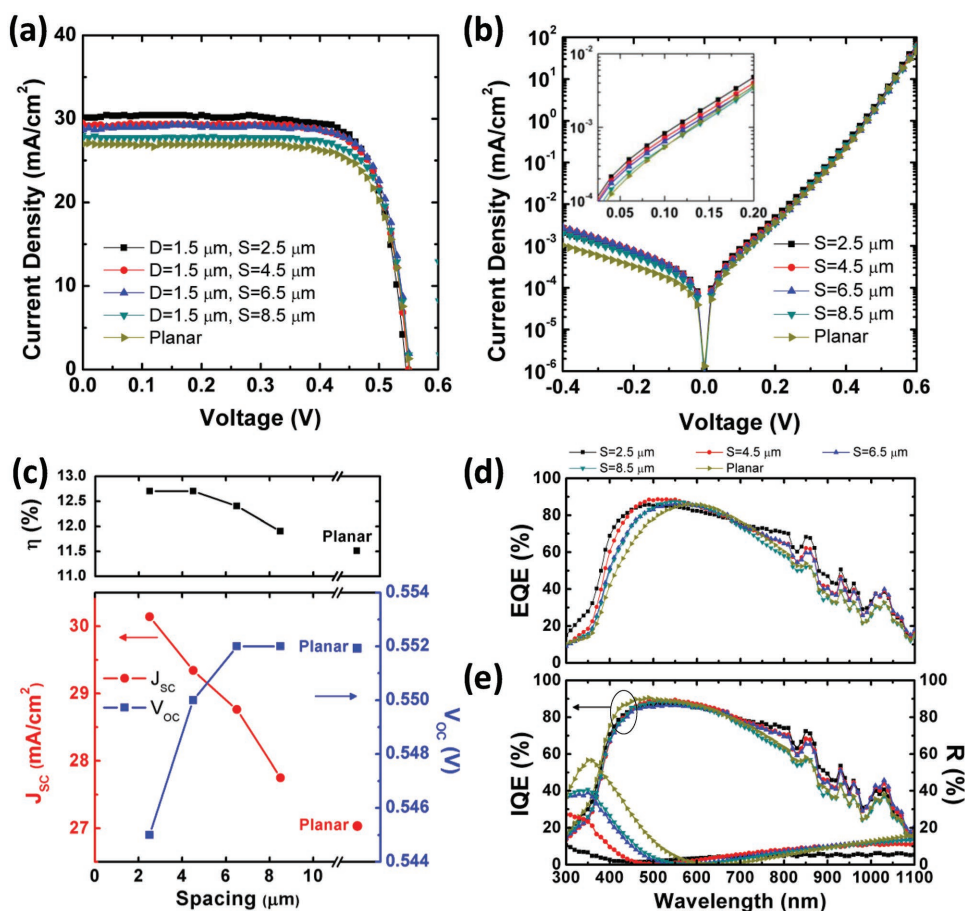 (a)
Current Density (mA/cm²)
40
30
20
10
0
D=1.5 μm, S=2.5 μm
D=1.5 μm, S=4.5 μm
D=1.5 μm, S=6.5 μm
D=1.5 μm, S=8.5 μm
Planar
0.0 0.1 0.2 0.3 0.4 0.5 0.6
Voltage (V)
(b)
Current Density (mA/cm²)
10²
10¹
10⁰
10⁻¹
10⁻²
10⁻³
10⁻⁴
10⁻⁵
10⁻⁶
10⁻²
10⁻³
10⁻⁴
0.05 0.10 0.15 0.20
S=2.5 μm
S=4.5 μm
S=6.5 μm
S=8.5 μm
Planar
-0.4 -0.2 0.0 0.2 0.4 0.6
Voltage (V)
(c)
η (%)
13.0
12.5
12.0
11.5
11.0
Planar
J_SC (mA/cm²)
30
29
28
27
J_SC
V_OC
Planar
Planar
0.554
0.552
0.550
0.548
0.546
0.544
V_OC (V)
0 2 4 6 8 10
Spacing (μm)
S=2.5 μm S=4.5 μm S=6.5 μm
S=8.5 μm Planar
(d)
EQE (%)
100
80
60
40
20
0
(e)
IQE (%)
100
80
60
40
20
0
100
80
60
40
20
0
R (%)
300 400 500 600 700 800 900 1000 1100
Wavelength (nm)